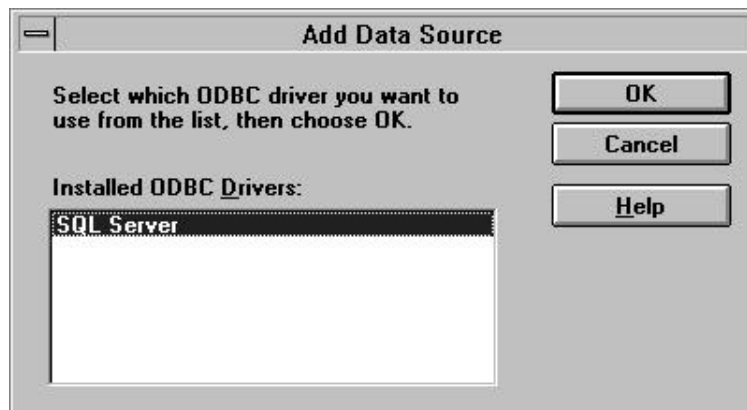 Add Data Source
Select which ODBC driver you want to
use from the list, then choose OK.
Installed ODBC Drivers:
SQL Server
OK
Cancel
Help